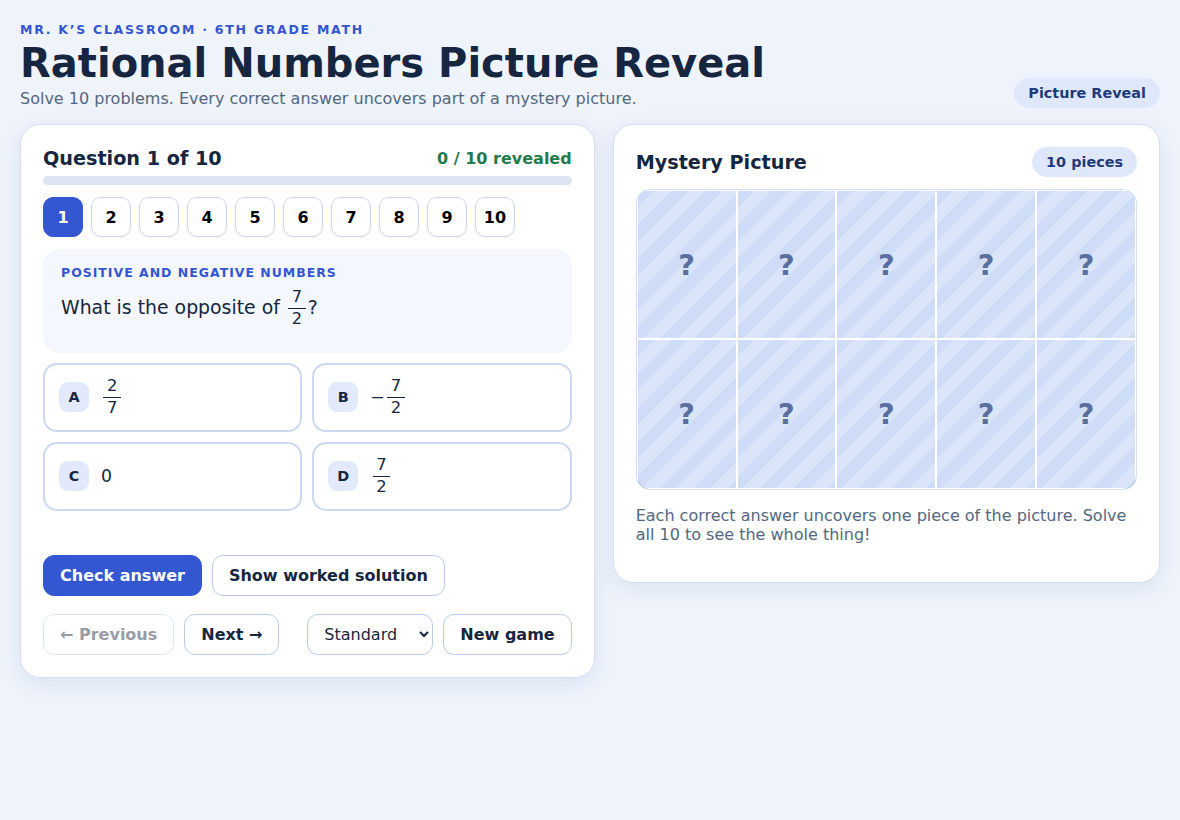 MR. K’S CLASSROOM · 6TH GRADE MATH
Rational Numbers Picture Reveal
Solve 10 problems. Every correct answer uncovers part of a mystery picture.
Picture Reveal
Question 1 of 10
0 / 10 revealed
1 2 3 4 5 6 7 8 9 10
POSITIVE AND NEGATIVE NUMBERS
What is the opposite of 7/2?
A 2/7
B −7/2
C 0
D 7/2
Check answer
Show worked solution
← Previous
Next →
Standard
New game
Mystery Picture
10 pieces
? ? ? ? ?
? ? ? ? ?
Each correct answer uncovers one piece of the picture. Solve
all 10 to see the whole thing!